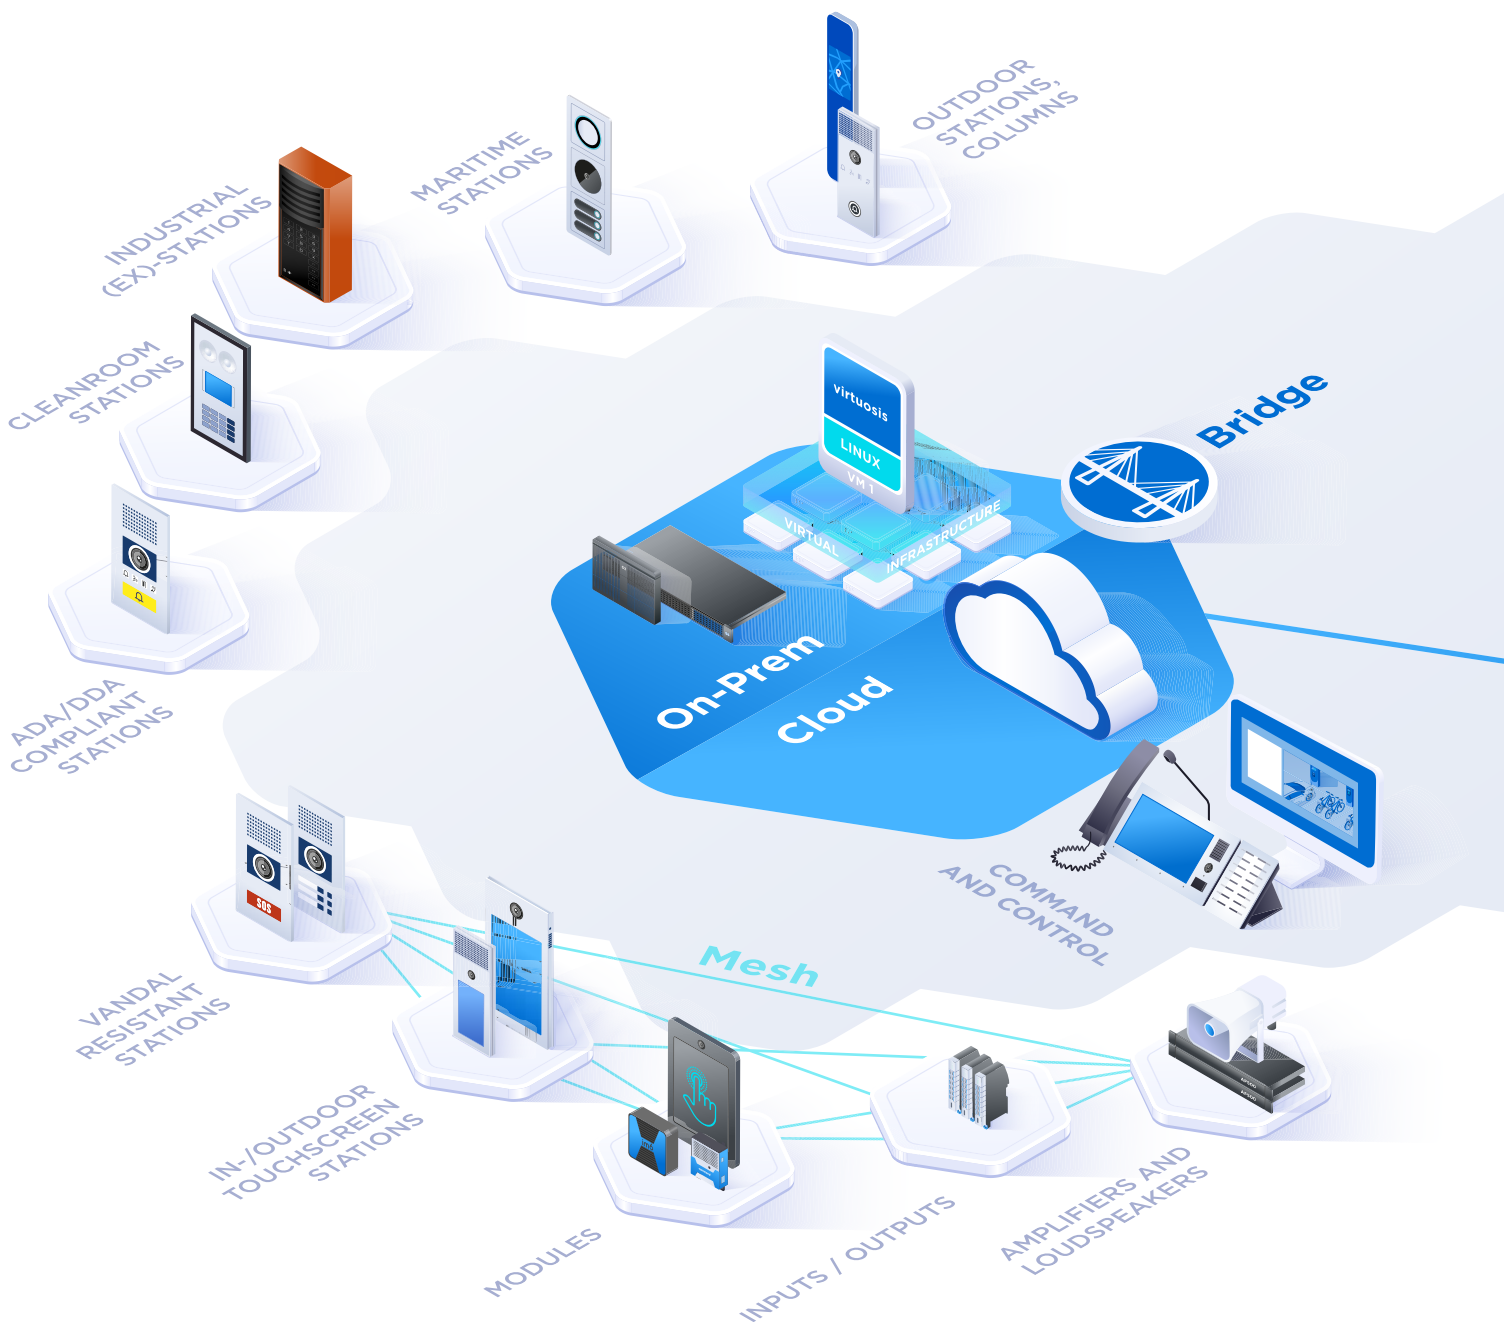 OUTDOOR
STATIONS,
COLUMNS
MARITIME
STATIONS
INDUSTRIAL
(EX)-STATIONS
CLEANROOM
STATIONS
virtuosis
LINUX
VM 1
VIRTUAL
INFRASTRUCTURE
Bridge
On-Prem
Cloud
ADA/DDA
COMPLIANT
STATIONS
COMMAND
AND CONTROL
SOS
Mesh
VANDAL
RESISTANT
STATIONS
IN-/OUTDOOR
TOUCHSCREEN
STATIONS
MODULES
INPUTS / OUTPUTS
AMPLIFIERS AND
LOUDSPEAKERS